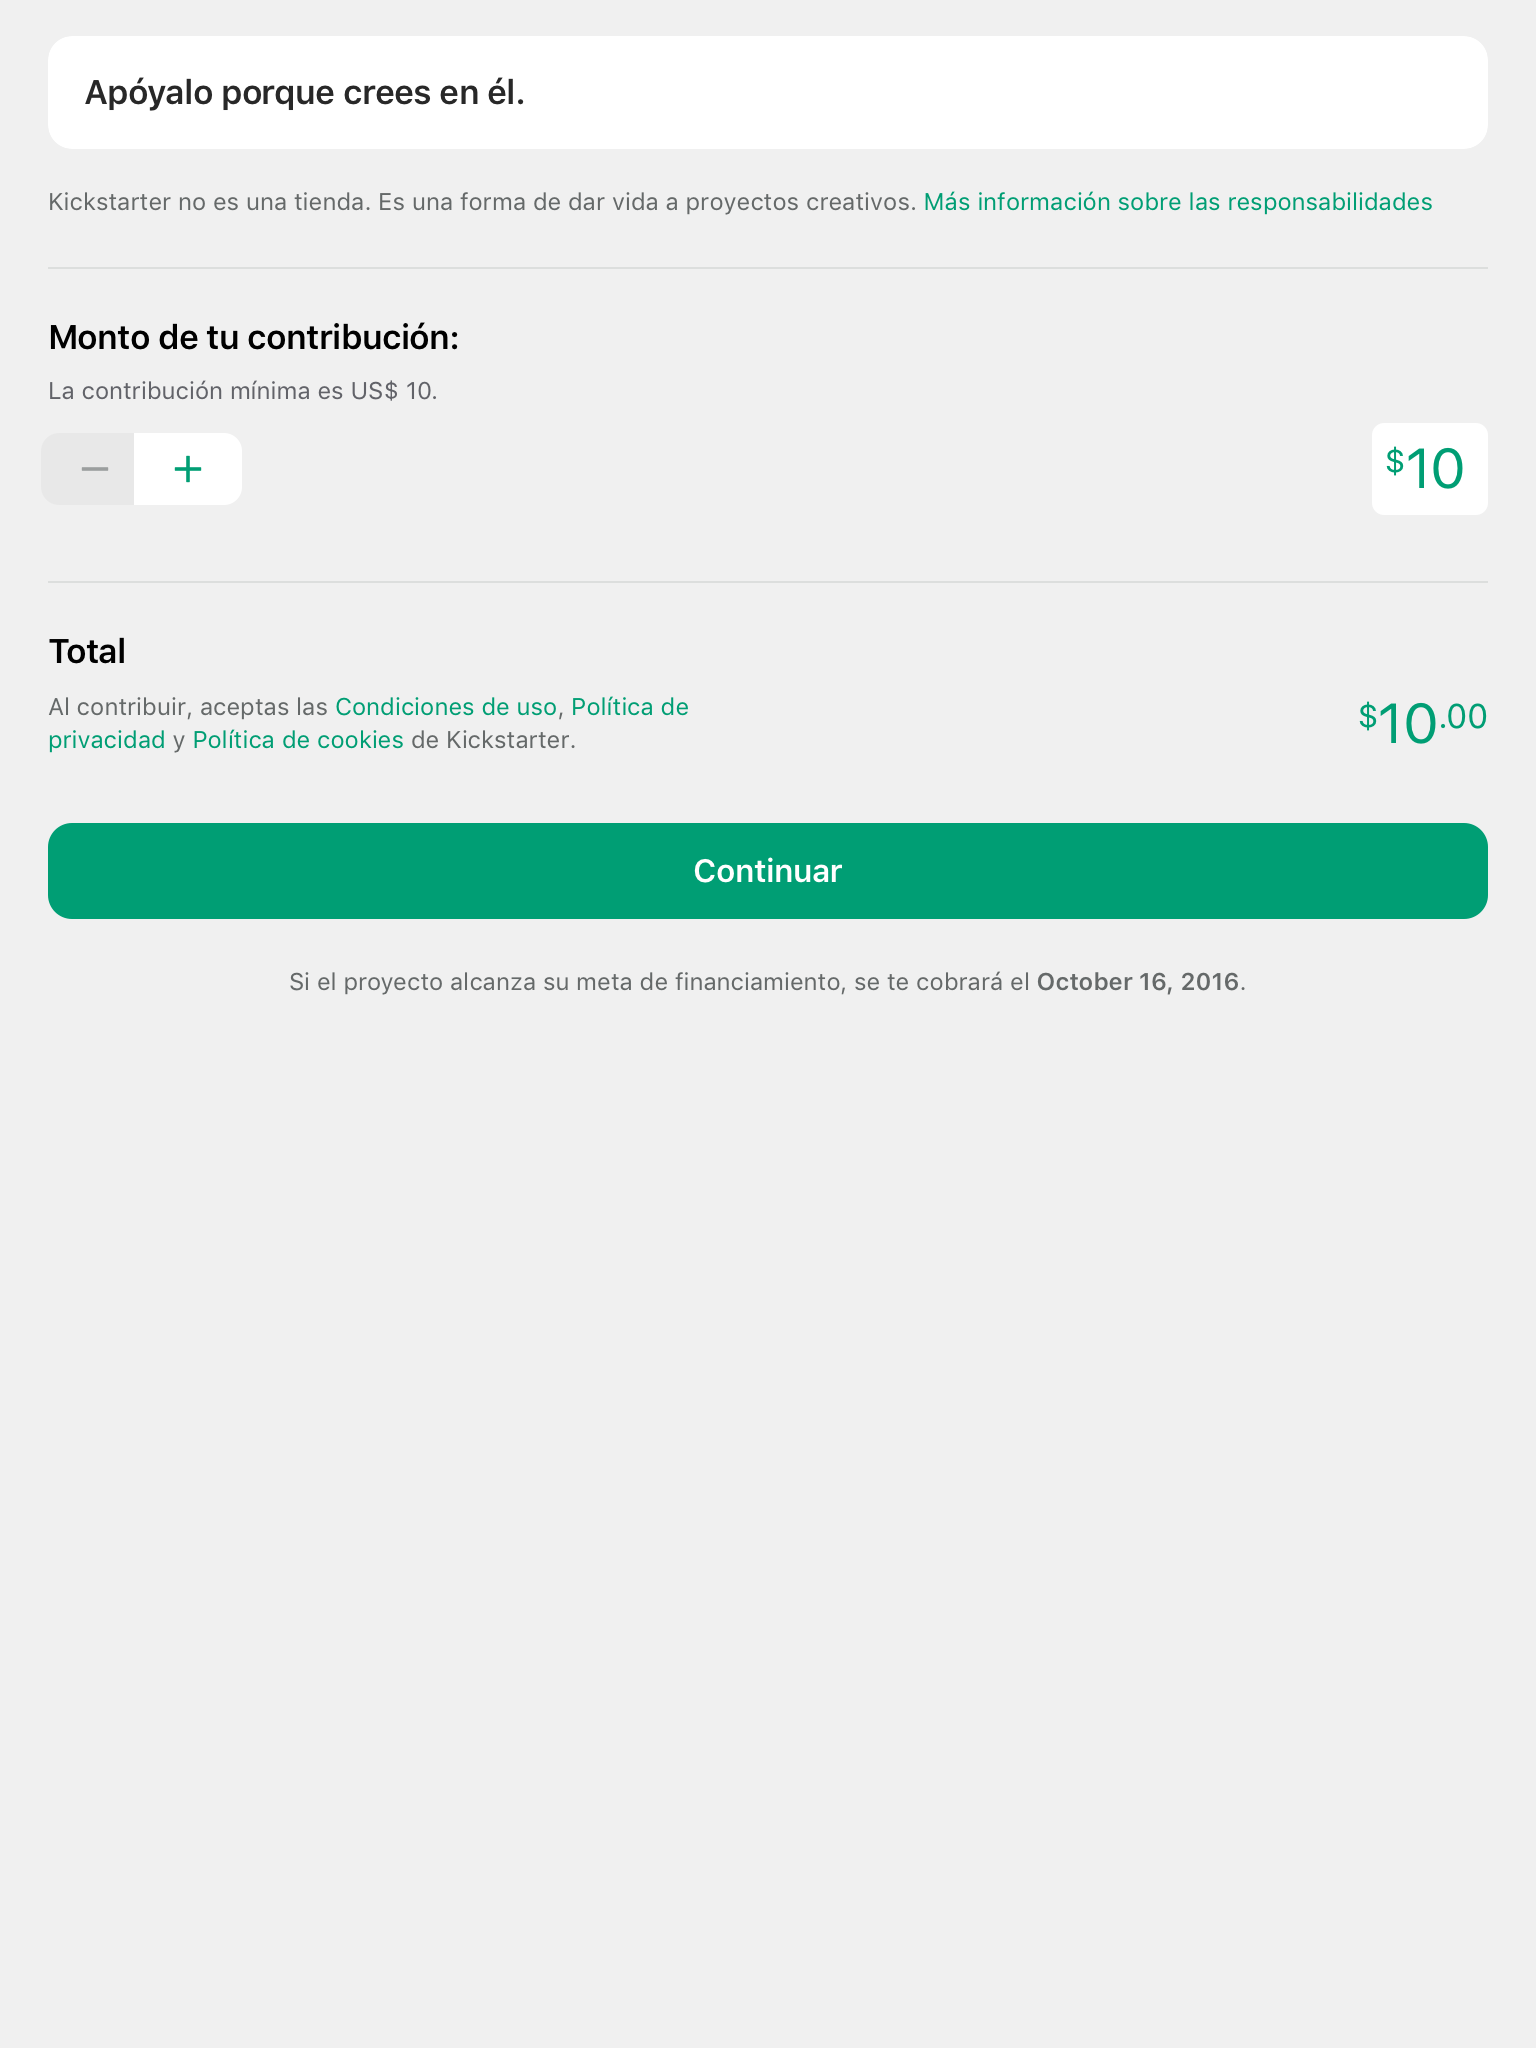 Apóyalo porque crees en él.
Kickstarter no es una tienda. Es una forma de dar vida a proyectos creativos. Más información sobre las responsabilidades
Monto de tu contribución:
La contribución mínima es US$ 10.
$10
Total
Al contribuir, aceptas las Condiciones de uso, Política de
privacidad y Política de cookies de Kickstarter.
$10.00
Continuar
Si el proyecto alcanza su meta de financiamiento, se te cobrará el October 16, 2016.